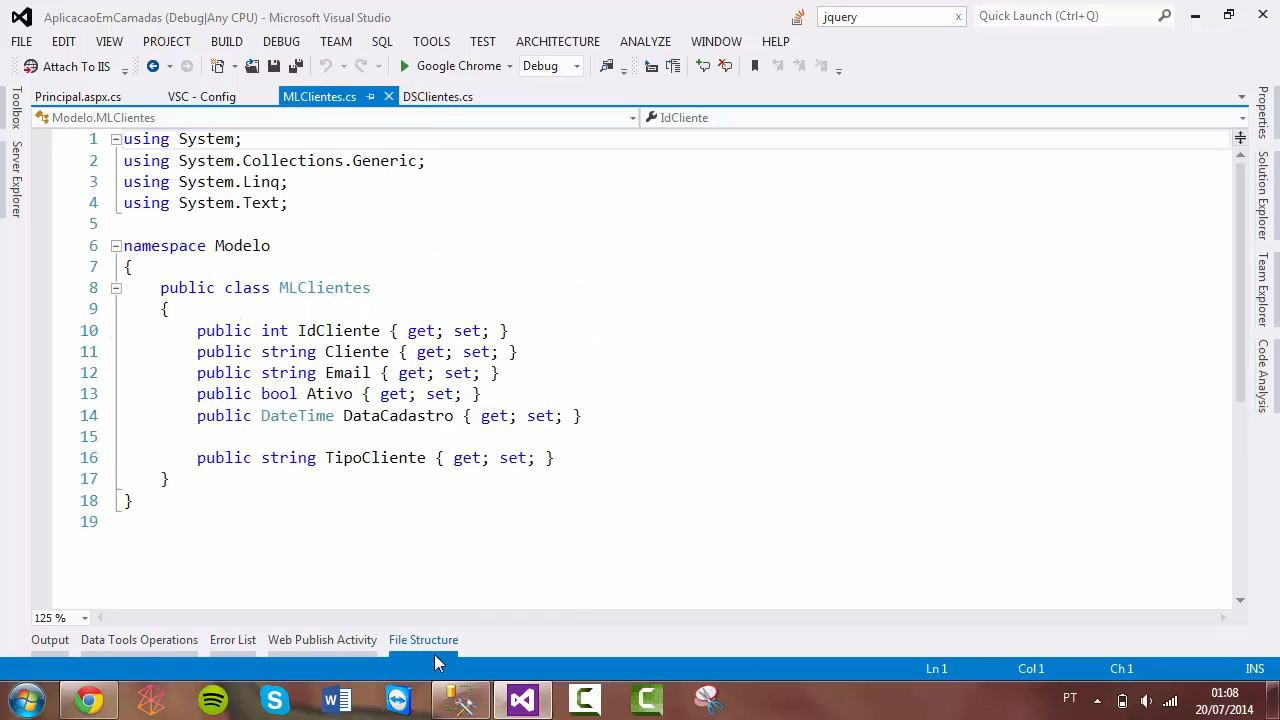 AplicacaoEmCamadas (Debug|Any CPU) - Microsoft Visual Studio
jquery x
Quick Launch (Ctrl+Q)
FILE EDIT VIEW PROJECT BUILD DEBUG TEAM SQL TOOLS TEST ARCHITECTURE ANALYZE WINDOW HELP
Attach To IIS Google Chrome Debug
Principal.aspx.cs VSC - Config MLClientes.cs DSClientes.cs
Modelo.MLClientes IdCliente
Toolbox
Server Explorer
1 using System;
2 using System.Collections.Generic;
3 using System.Linq;
4 using System.Text;
5
6 namespace Modelo
7 {
8 public class MLClientes
9 {
10 public int IdCliente { get; set; }
11 public string Cliente { get; set; }
12 public string Email { get; set; }
13 public bool Ativo { get; set; }
14 public DateTime DataCadastro { get; set; }
15
16 public string TipoCliente { get; set; }
17 }
18 }
19
Properties
Solution Explorer
Team Explorer
Code Analysis
125 %
Output Data Tools Operations Error List Web Publish Activity File Structure
Ln 1 Col 1 Ch 1 INS
PT
01:08
20/07/2014